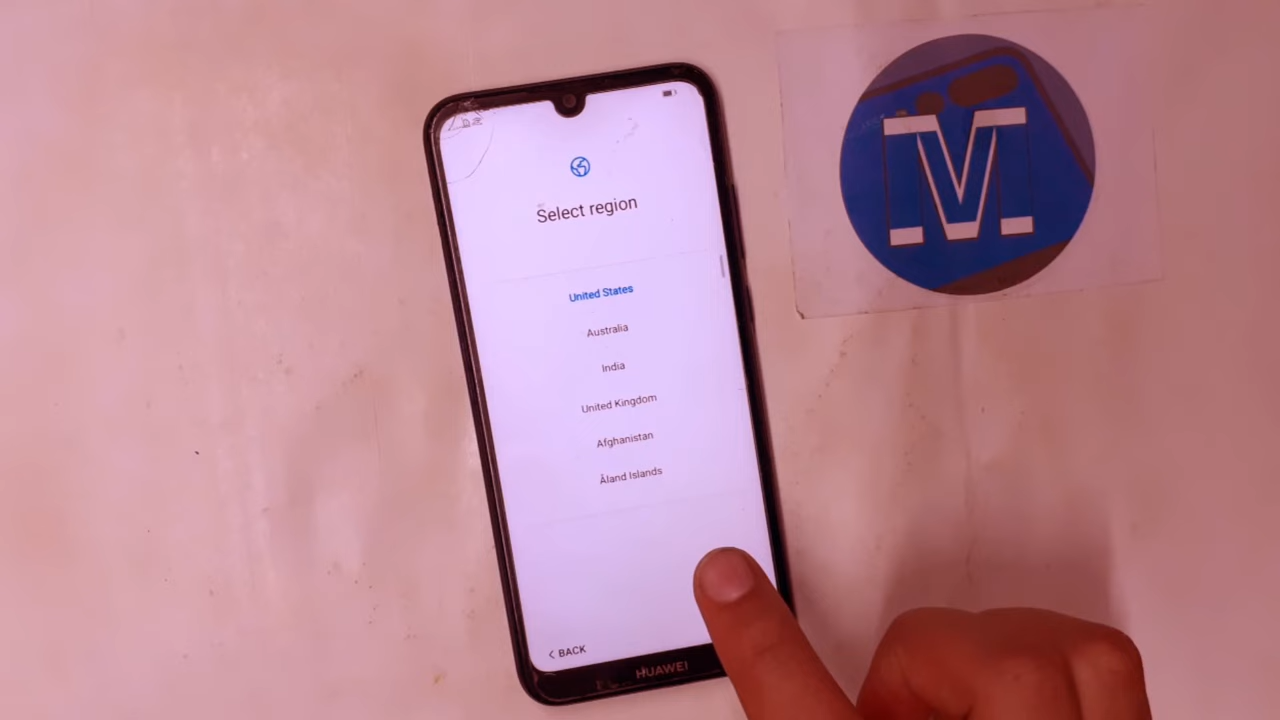 Select region
United States
Australia
India
United Kingdom
Afghanistan
Åland Islands
< BACK
HUAWEI
M